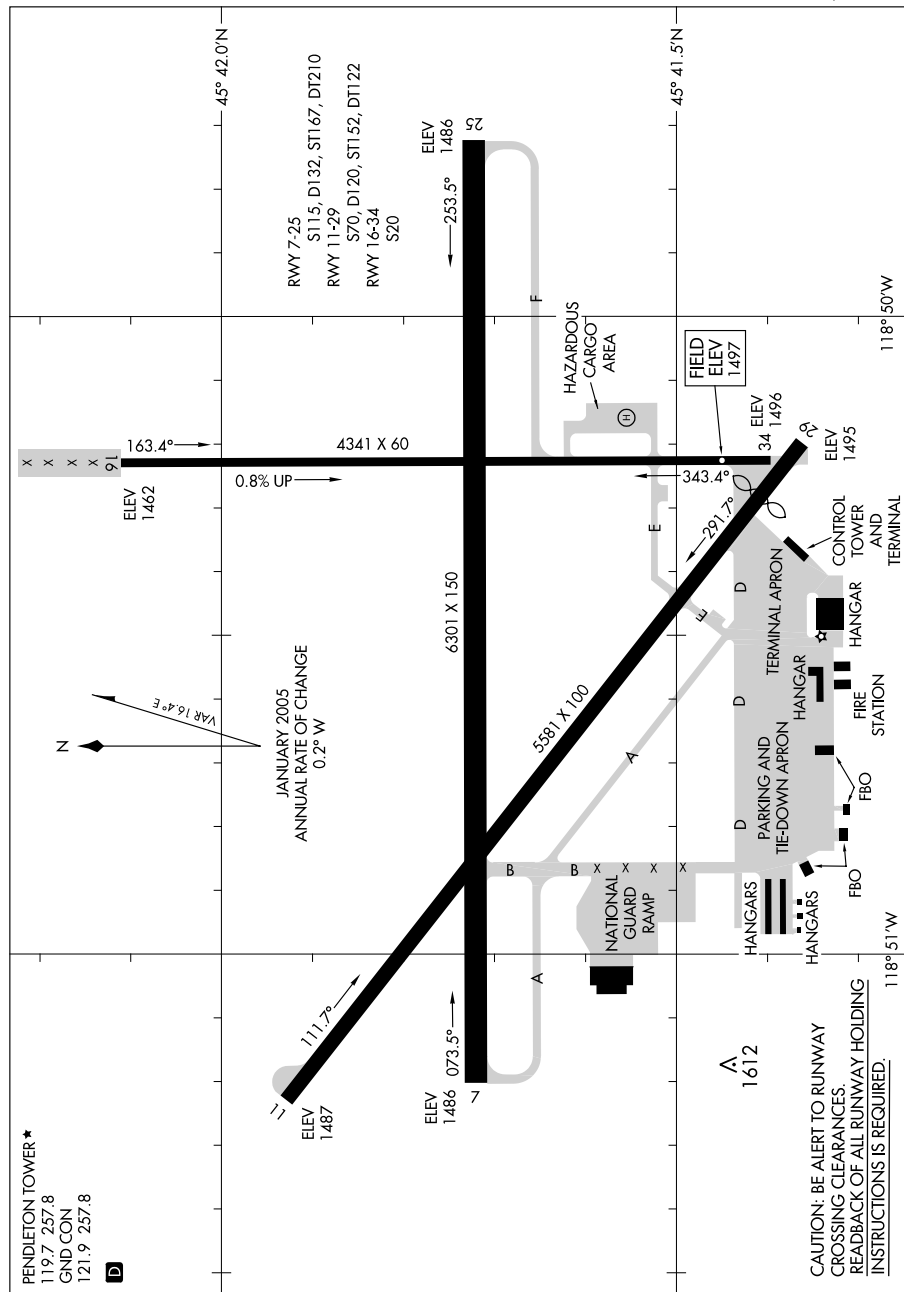 PENDLETON TOWER ★
119.7 257.8
GND CON
121.9 257.8
D
N
VAR 16.4° E
JANUARY 2005
ANNUAL RATE OF CHANGE
0.2° W
45° 42.0'N
RWY 7-25
S115, D132, ST167, DT210
RWY 11-29
S70, D120, ST152, DT122
RWY 16-34
S20
X X X X
16
163.4°
ELEV
1462
0.8% UP
4341 X 60
ELEV
1486
25
253.5°
11
111.7°
ELEV
1487
ELEV
1486
7
073.5°
6301 X 150
5581 X 100
F
HAZARDOUS
CARGO
AREA
H
45° 41.5'N
FIELD
ELEV
1497
34
ELEV
1496
343.4°
29
ELEV
1495
291.7°
E
E
A
A
B
B
X X X X
NATIONAL
GUARD
RAMP
D
D
D
TERMINAL APRON
PARKING AND
TIE-DOWN APRON
CONTROL
TOWER
AND
TERMINAL
HANGAR
HANGAR
FIRE
STATION
FBO
FBO
HANGARS
HANGARS
118° 50'W
118° 51'W
1612
CAUTION: BE ALERT TO RUNWAY
CROSSING CLEARANCES.
READBACK OF ALL RUNWAY HOLDING
INSTRUCTIONS IS REQUIRED.